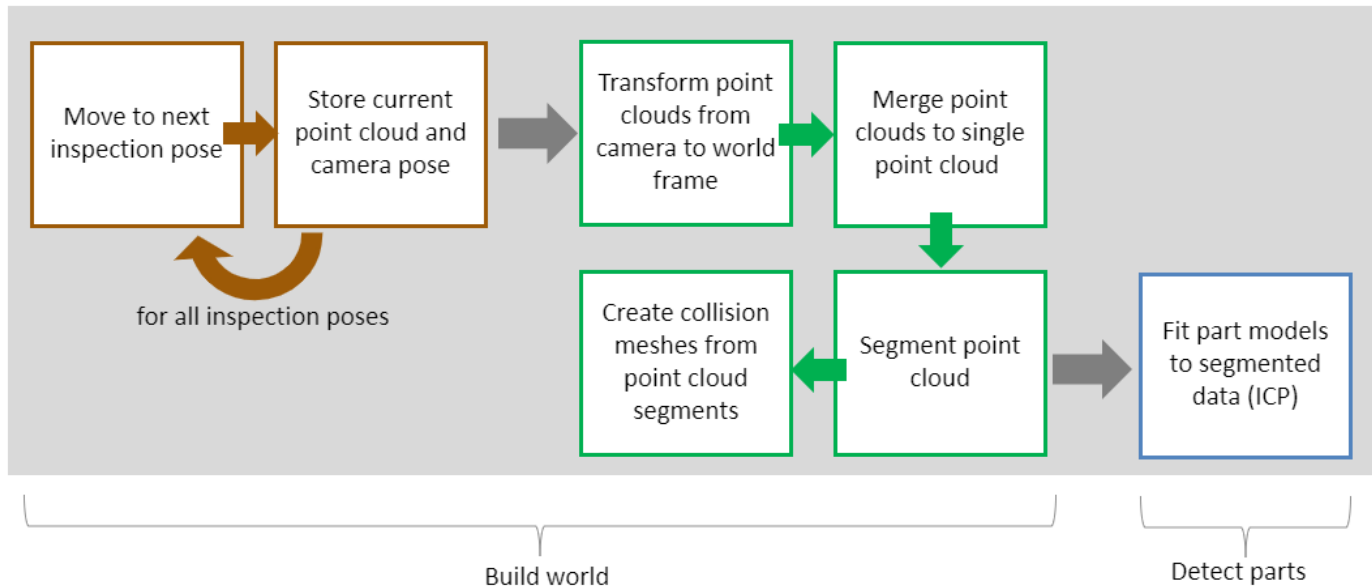 Move to next
inspection pose
Store current
point cloud and
camera pose
for all inspection poses
Transform point
clouds from
camera to world
frame
Merge point
clouds to single
point cloud
Create collision
meshes from
point cloud
segments
Segment point
cloud
Fit part models
to segmented
data (ICP)
Build world
Detect parts